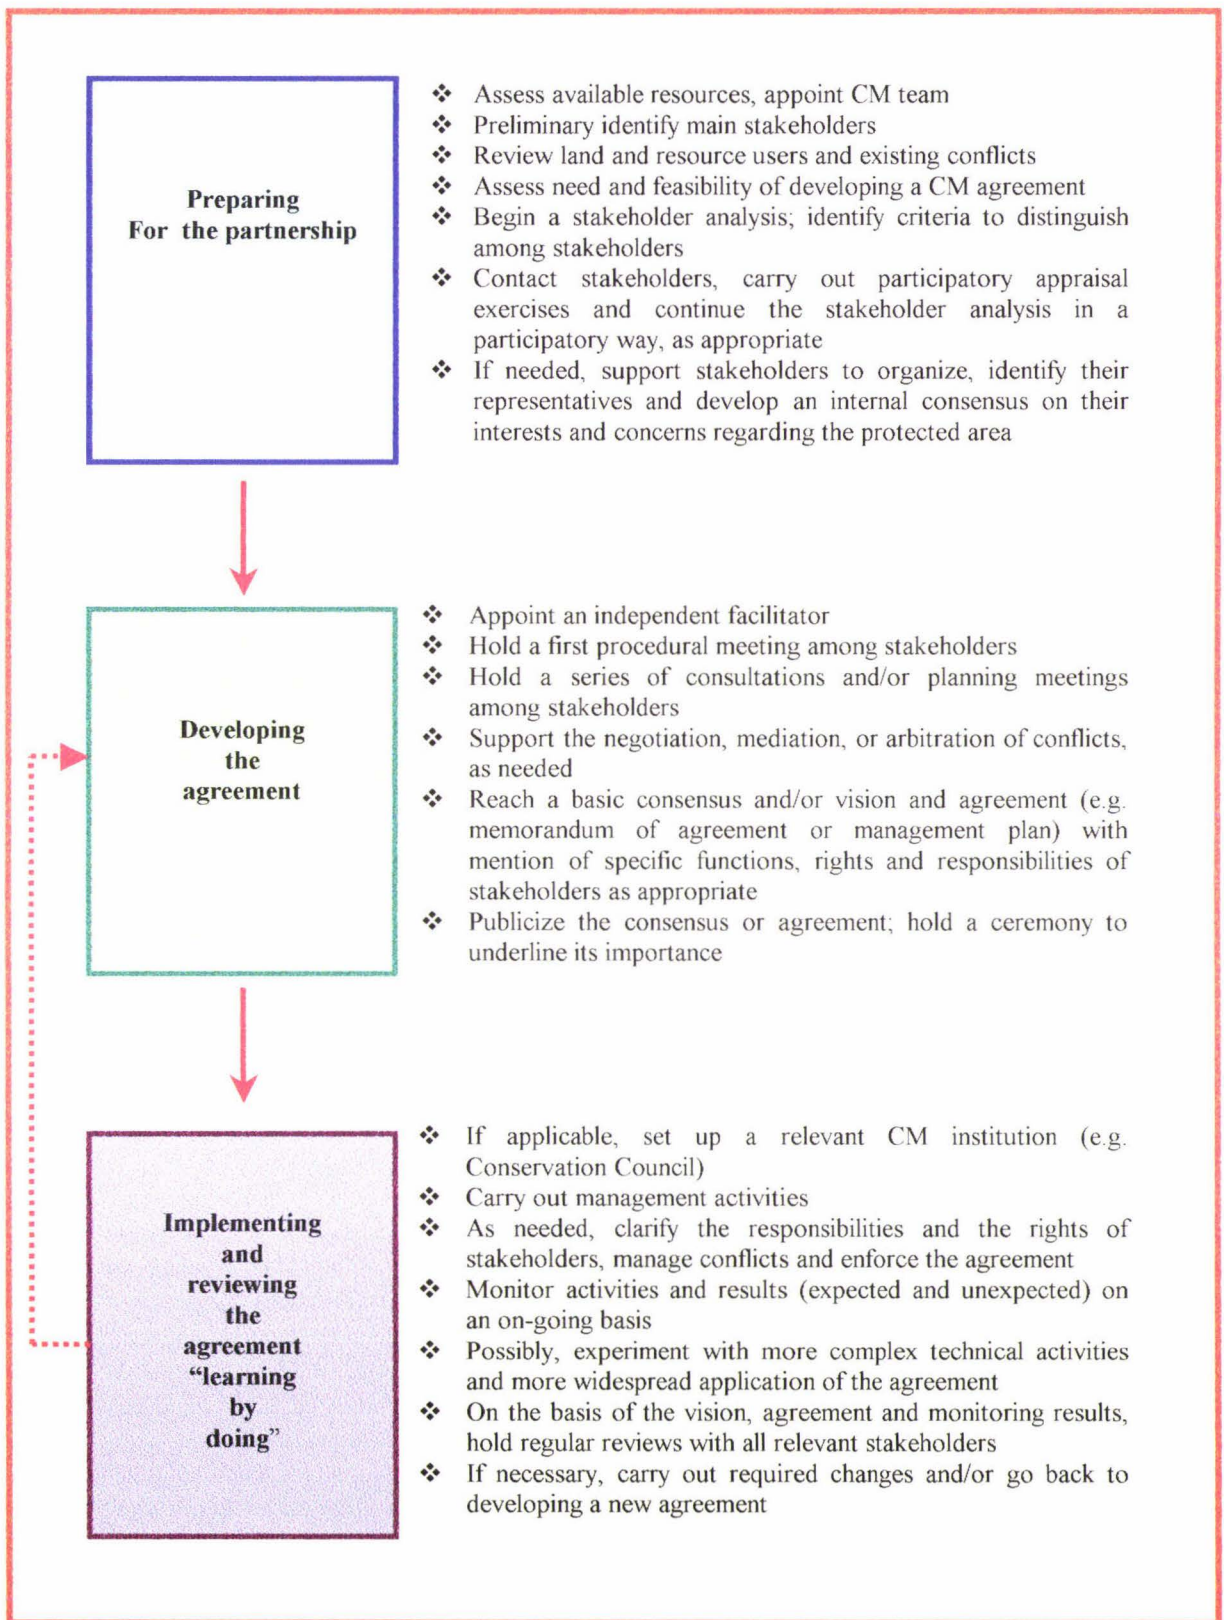 Preparing
For the partnership
❖ Assess available resources, appoint CM team
❖ Preliminary identify main stakeholders
❖ Review land and resource users and existing conflicts
❖ Assess need and feasibility of developing a CM agreement
❖ Begin a stakeholder analysis; identify criteria to distinguish
among stakeholders
❖ Contact stakeholders, carry out participatory appraisal
exercises and continue the stakeholder analysis in a
participatory way, as appropriate
❖ If needed, support stakeholders to organize, identify their
representatives and develop an internal consensus on their
interests and concerns regarding the protected area
Developing
the
agreement
❖ Appoint an independent facilitator
❖ Hold a first procedural meeting among stakeholders
❖ Hold a series of consultations and/or planning meetings
among stakeholders
❖ Support the negotiation, mediation, or arbitration of conflicts,
as needed
❖ Reach a basic consensus and/or vision and agreement (e.g.
memorandum of agreement or management plan) with
mention of specific functions, rights and responsibilities of
stakeholders as appropriate
❖ Publicize the consensus or agreement; hold a ceremony to
underline its importance
Implementing
and
reviewing
the
agreement
“learning
by
doing”
❖ If applicable, set up a relevant CM institution (e.g.
Conservation Council)
❖ Carry out management activities
❖ As needed, clarify the responsibilities and the rights of
stakeholders, manage conflicts and enforce the agreement
❖ Monitor activities and results (expected and unexpected) on
an on-going basis
❖ Possibly, experiment with more complex technical activities
and more widespread application of the agreement
❖ On the basis of the vision, agreement and monitoring results,
hold regular reviews with all relevant stakeholders
❖ If necessary, carry out required changes and/or go back to
developing a new agreement